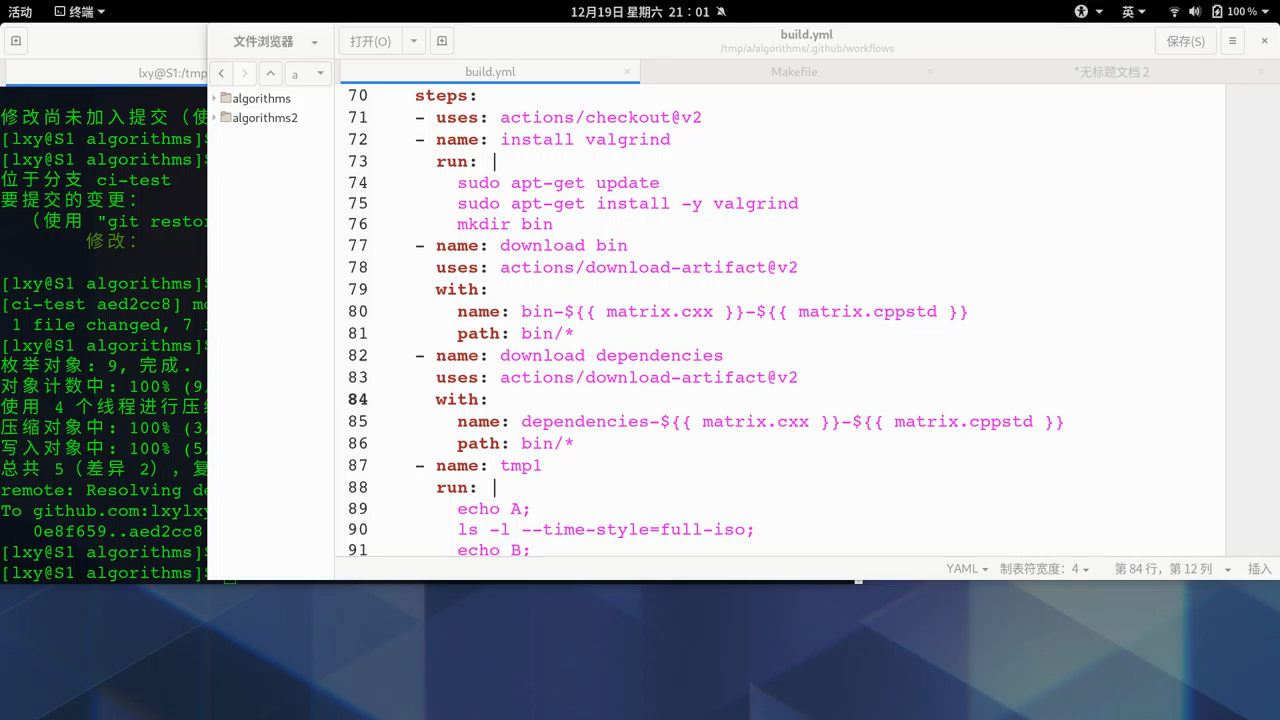 活动
终端
12月19日 星期六 21：01
英
100 %
文件浏览器
打开(O)
build.yml
/tmp/a/algorithms/.github/workflows
保存(S)
lxy@S1:/tmp
a
build.yml
Makefile
*无标题文档 2
algorithms
algorithms2
修改尚未加入提交（使
[lxy@S1 algorithms]$
[lxy@S1 algorithms]$
位于分支 ci-test
要提交的变更：
（使用 "git restor
修改：
[lxy@S1 algorithms]$
[ci-test aed2cc8] mo
1 file changed, 7 i
[lxy@S1 algorithms]$
枚举对象: 9, 完成.
对象计数中: 100% (9/
使用 4 个线程进行压缩
压缩对象中: 100% (3/
写入对象中: 100% (5/
总共 5（差异 2），复
remote: Resolving de
To github.com:lxylxy
0e8f659..aed2cc8
[lxy@S1 algorithms]$
[lxy@S1 algorithms]$
70 steps:
71 - uses: actions/checkout@v2
72 - name: install valgrind
73 run: |
74 sudo apt-get update
75 sudo apt-get install -y valgrind
76 mkdir bin
77 - name: download bin
78 uses: actions/download-artifact@v2
79 with:
80 name: bin-${{ matrix.cxx }}-${{ matrix.cppstd }}
81 path: bin/*
82 - name: download dependencies
83 uses: actions/download-artifact@v2
84 with:
85 name: dependencies-${{ matrix.cxx }}-${{ matrix.cppstd }}
86 path: bin/*
87 - name: tmp1
88 run: |
89 echo A;
90 ls -l --time-style=full-iso;
91 echo B;
YAML
制表符宽度：4
第 84 行，第 12 列
插入